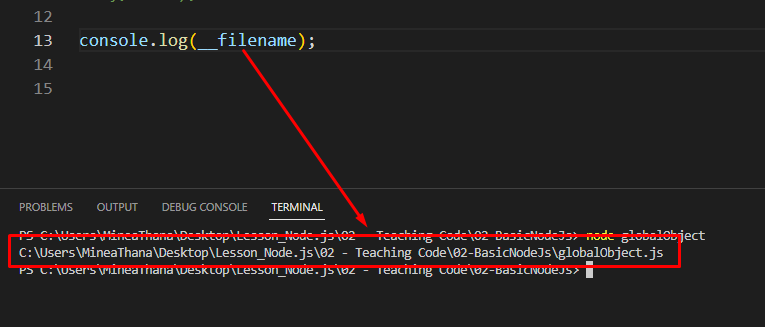 12
13 console.log(__filename);
14
15
PROBLEMS OUTPUT DEBUG CONSOLE TERMINAL
PS C:\Users\MineaThana\Desktop\Lesson_Node.js\02 - Teaching Code\02-BasicNodeJs> node globalObject
C:\Users\MineaThana\Desktop\Lesson_Node.js\02 - Teaching Code\02-BasicNodeJs\globalObject.js
PS C:\Users\MineaThana\Desktop\Lesson_Node.js\02 - Teaching Code\02-BasicNodeJs>